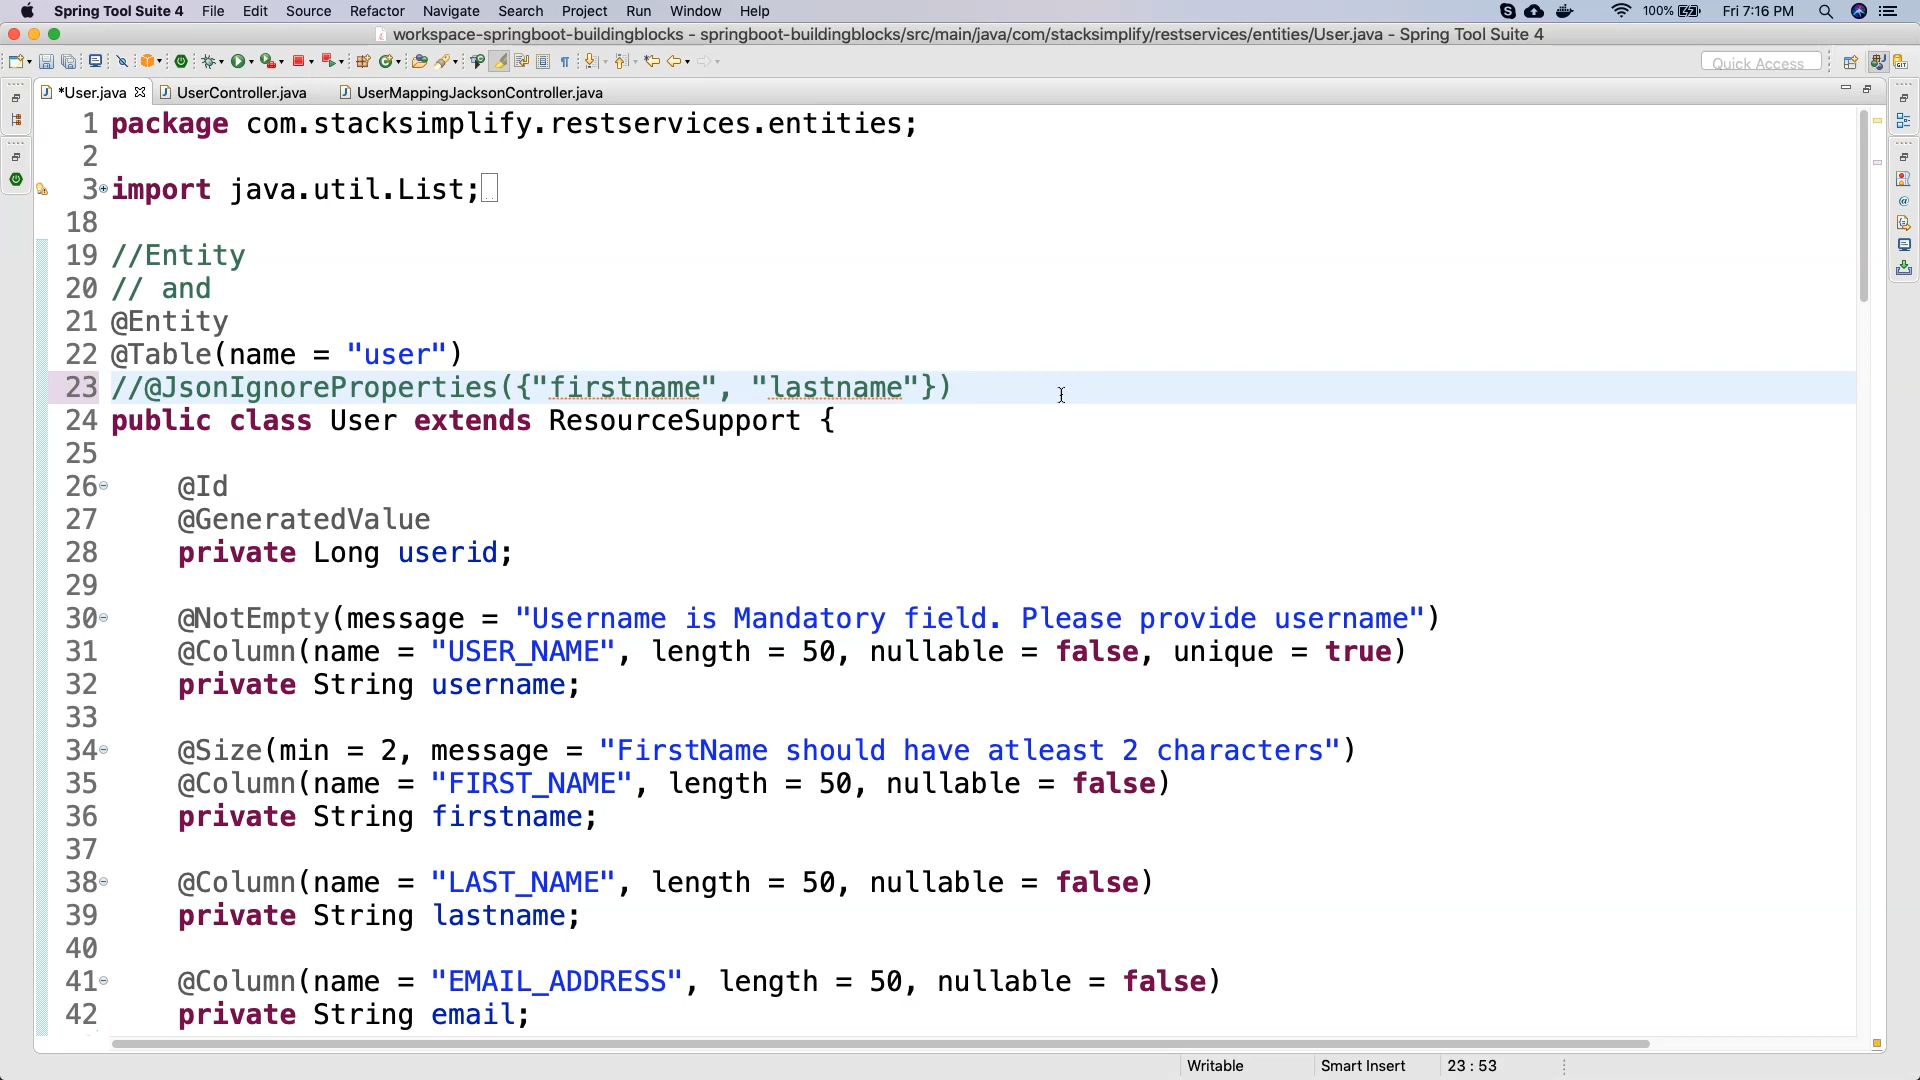 Spring Tool Suite 4 File Edit Source Refactor Navigate Search Project Run Window Help 100% Fri 7:16 PM
workspace-springboot-buildingblocks - springboot-buildingblocks/src/main/java/com/stacksimplify/restservices/entities/User.java - Spring Tool Suite 4
Quick Access
*User.java UserController.java UserMappingJacksonController.java
1 package com.stacksimplify.restservices.entities;
2
3 import java.util.List;
18
19 //Entity
20 // and
21 @Entity
22 @Table(name = "user")
23 //@JsonIgnoreProperties({"firstname", "lastname"})
24 public class User extends ResourceSupport {
25
26 @Id
27 @GeneratedValue
28 private Long userid;
29
30 @NotEmpty(message = "Username is Mandatory field. Please provide username")
31 @Column(name = "USER_NAME", length = 50, nullable = false, unique = true)
32 private String username;
33
34 @Size(min = 2, message = "FirstName should have atleast 2 characters")
35 @Column(name = "FIRST_NAME", length = 50, nullable = false)
36 private String firstname;
37
38 @Column(name = "LAST_NAME", length = 50, nullable = false)
39 private String lastname;
40
41 @Column(name = "EMAIL_ADDRESS", length = 50, nullable = false)
42 private String email;
Writable Smart Insert 23 : 53